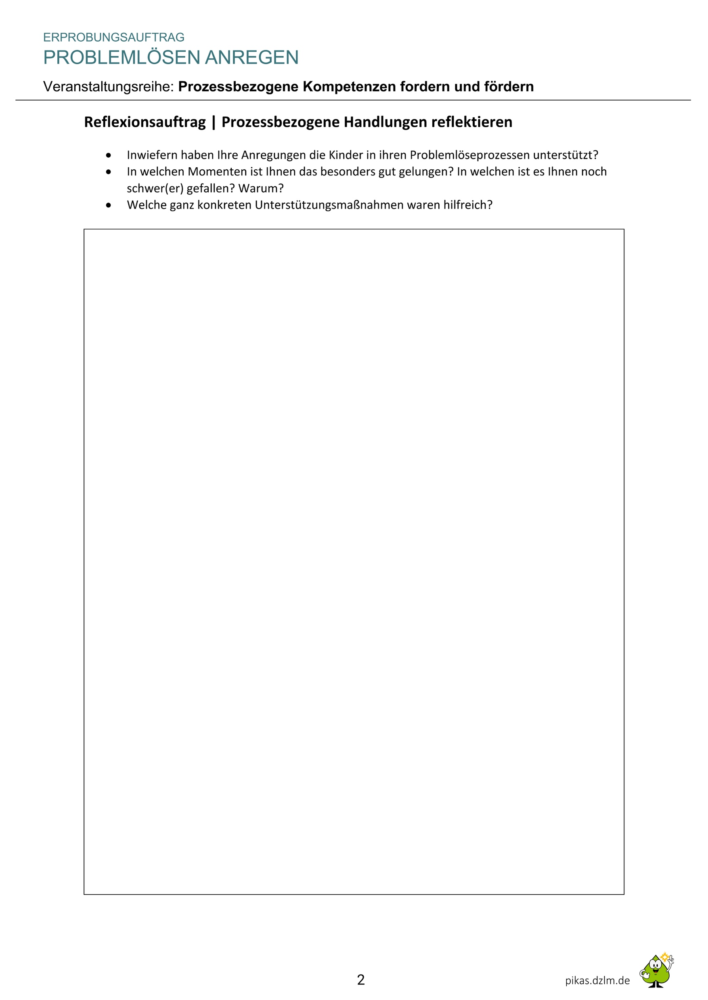 ERPROBUNGSAUFTRAG
PROBLEMLÖSEN ANREGEN
Veranstaltungsreihe: Prozessbezogene Kompetenzen fordern und fördern
Reflexionsauftrag | Prozessbezogene Handlungen reflektieren
• Inwiefern haben Ihre Anregungen die Kinder in ihren Problemlöseprozessen unterstützt?
• In welchen Momenten ist Ihnen das besonders gut gelungen? In welchen ist es Ihnen noch
schwer(er) gefallen? Warum?
• Welche ganz konkreten Unterstützungsmaßnahmen waren hilfreich?
2
pikas.dzlm.de